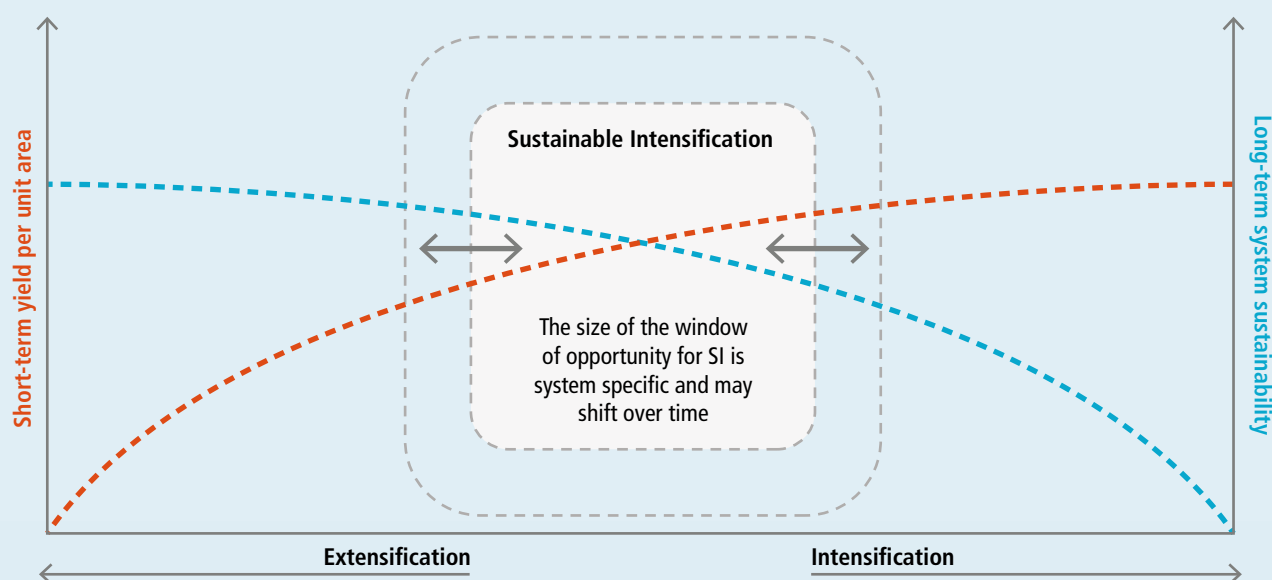 Short-term yield per unit area
Sustainable Intensification
The size of the window
of opportunity for SI is
system specific and may
shift over time
Long-term system sustainability
Extensification
Intensification